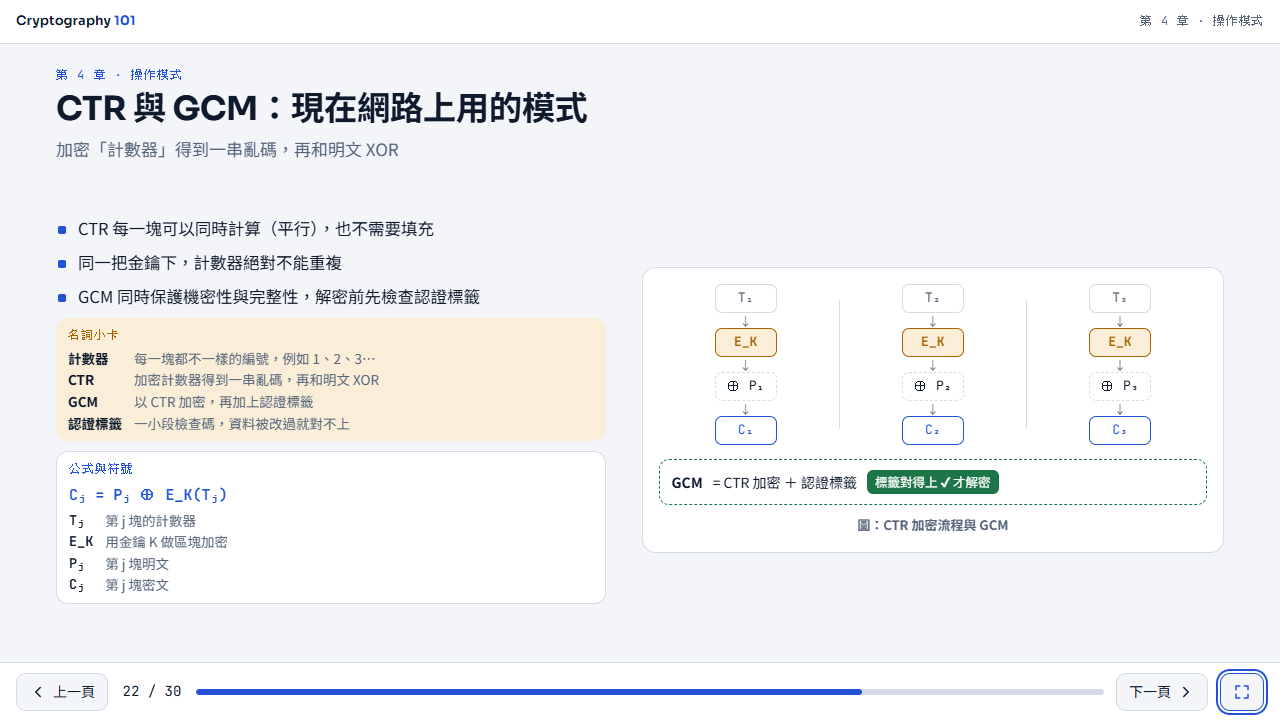 Cryptography 101
第 4 章 · 操作模式
第 4 章 · 操作模式
CTR 與 GCM：現在網路上用的模式
加密「計數器」得到一串亂碼，再和明文 XOR
CTR 每一塊可以同時計算（平行），也不需要填充
同一把金鑰下，計數器絕對不能重複
GCM 同時保護機密性與完整性，解密前先檢查認證標籤
名詞小卡
計數器 每一塊都不一樣的編號，例如 1、2、3…
CTR 加密計數器得到一串亂碼，再和明文 XOR
GCM 以 CTR 加密，再加上認證標籤
認證標籤 一小段檢查碼，資料被改過就對不上
公式與符號
Cⱼ = Pⱼ ⊕ E_K(Tⱼ)
Tⱼ 第 j 塊的計數器
E_K 用金鑰 K 做區塊加密
Pⱼ 第 j 塊明文
Cⱼ 第 j 塊密文
T₁ T₂ T₃
↓ ↓ ↓
E_K E_K E_K
↓ ↓ ↓
⊕ P₁ ⊕ P₂ ⊕ P₃
↓ ↓ ↓
C₁ C₂ C₃
GCM = CTR 加密 ＋ 認證標籤 標籤對得上 ✓ 才解密
圖：CTR 加密流程與 GCM
上一頁 22 / 30 下一頁